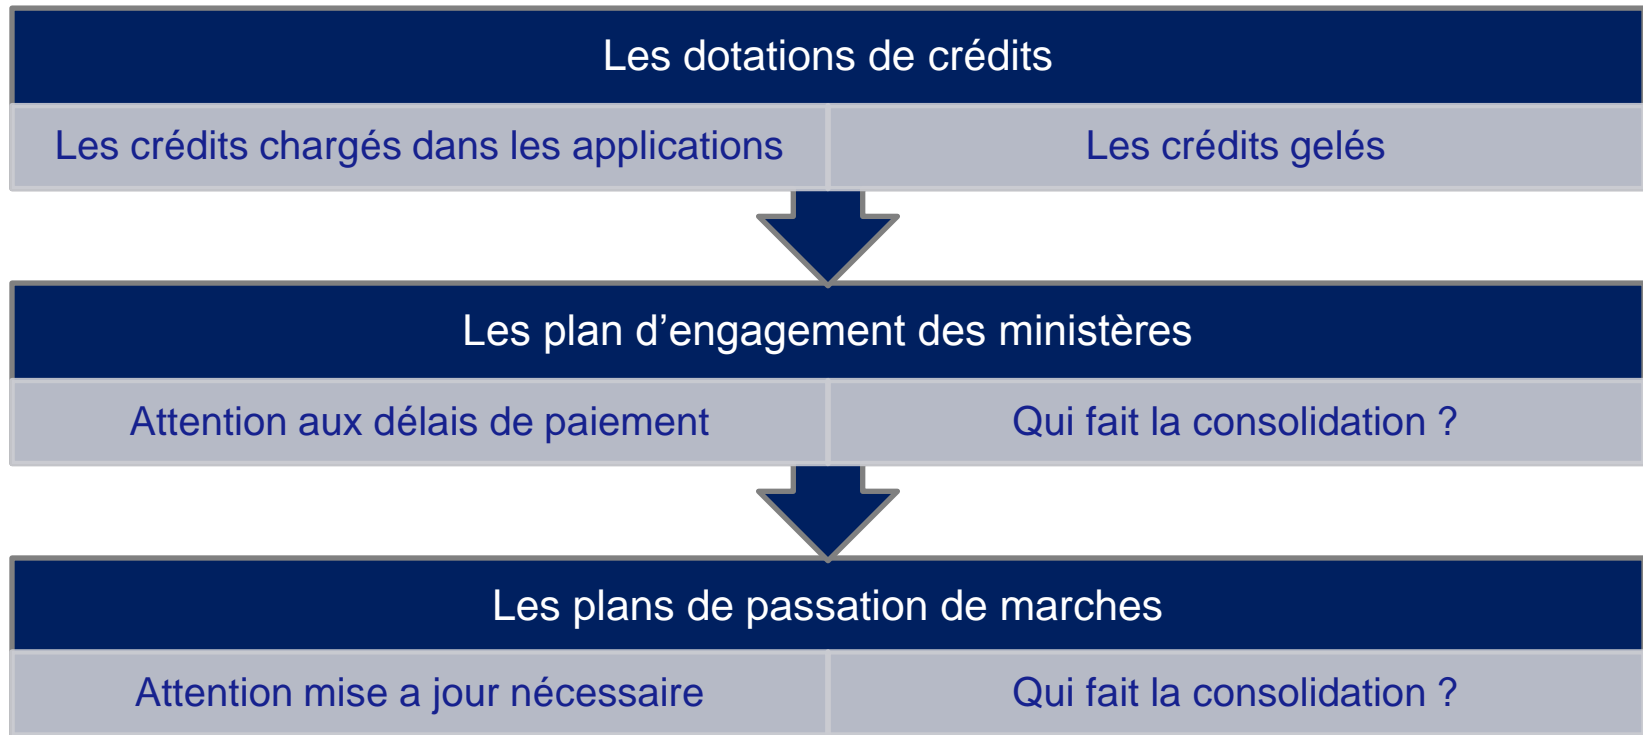 Les dotations de crédits
Les crédits chargés dans les applications
Les crédits gelés
Les plan d’engagement des ministères
Attention aux délais de paiement
Qui fait la consolidation ?
Les plans de passation de marches
Attention mise a jour nécessaire
Qui fait la consolidation ?